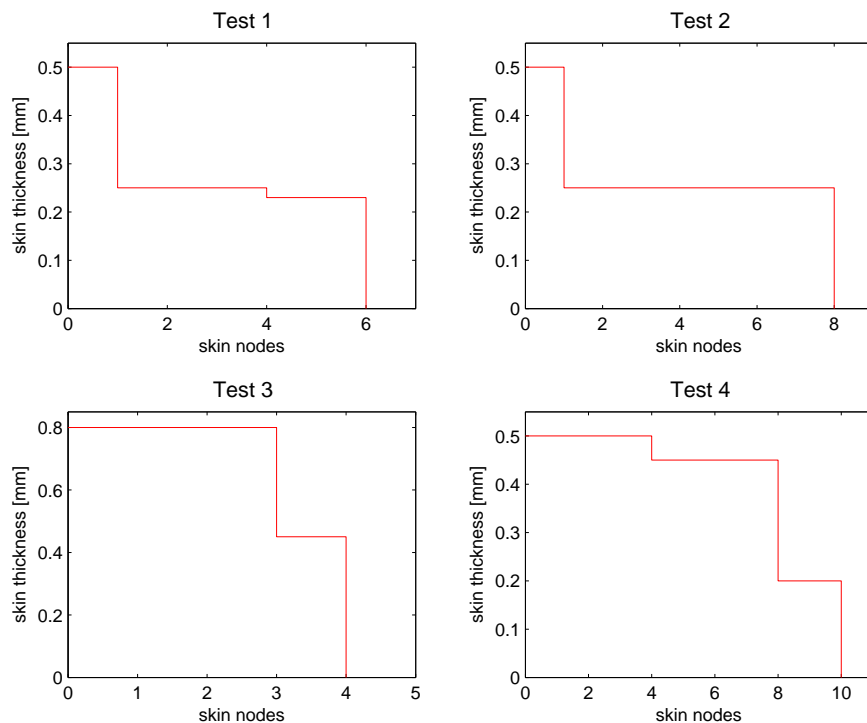 Test 1
skin thickness [mm]
0.5
0.4
0.3
0.2
0.1
0
0 2 4 6
skin nodes
Test 2
skin thickness [mm]
0.5
0.4
0.3
0.2
0.1
0
0 2 4 6 8
skin nodes
Test 3
skin thickness [mm]
0.8
0.6
0.4
0.2
0
0 1 2 3 4 5
skin nodes
Test 4
skin thickness [mm]
0.5
0.4
0.3
0.2
0.1
0
0 2 4 6 8 10
skin nodes